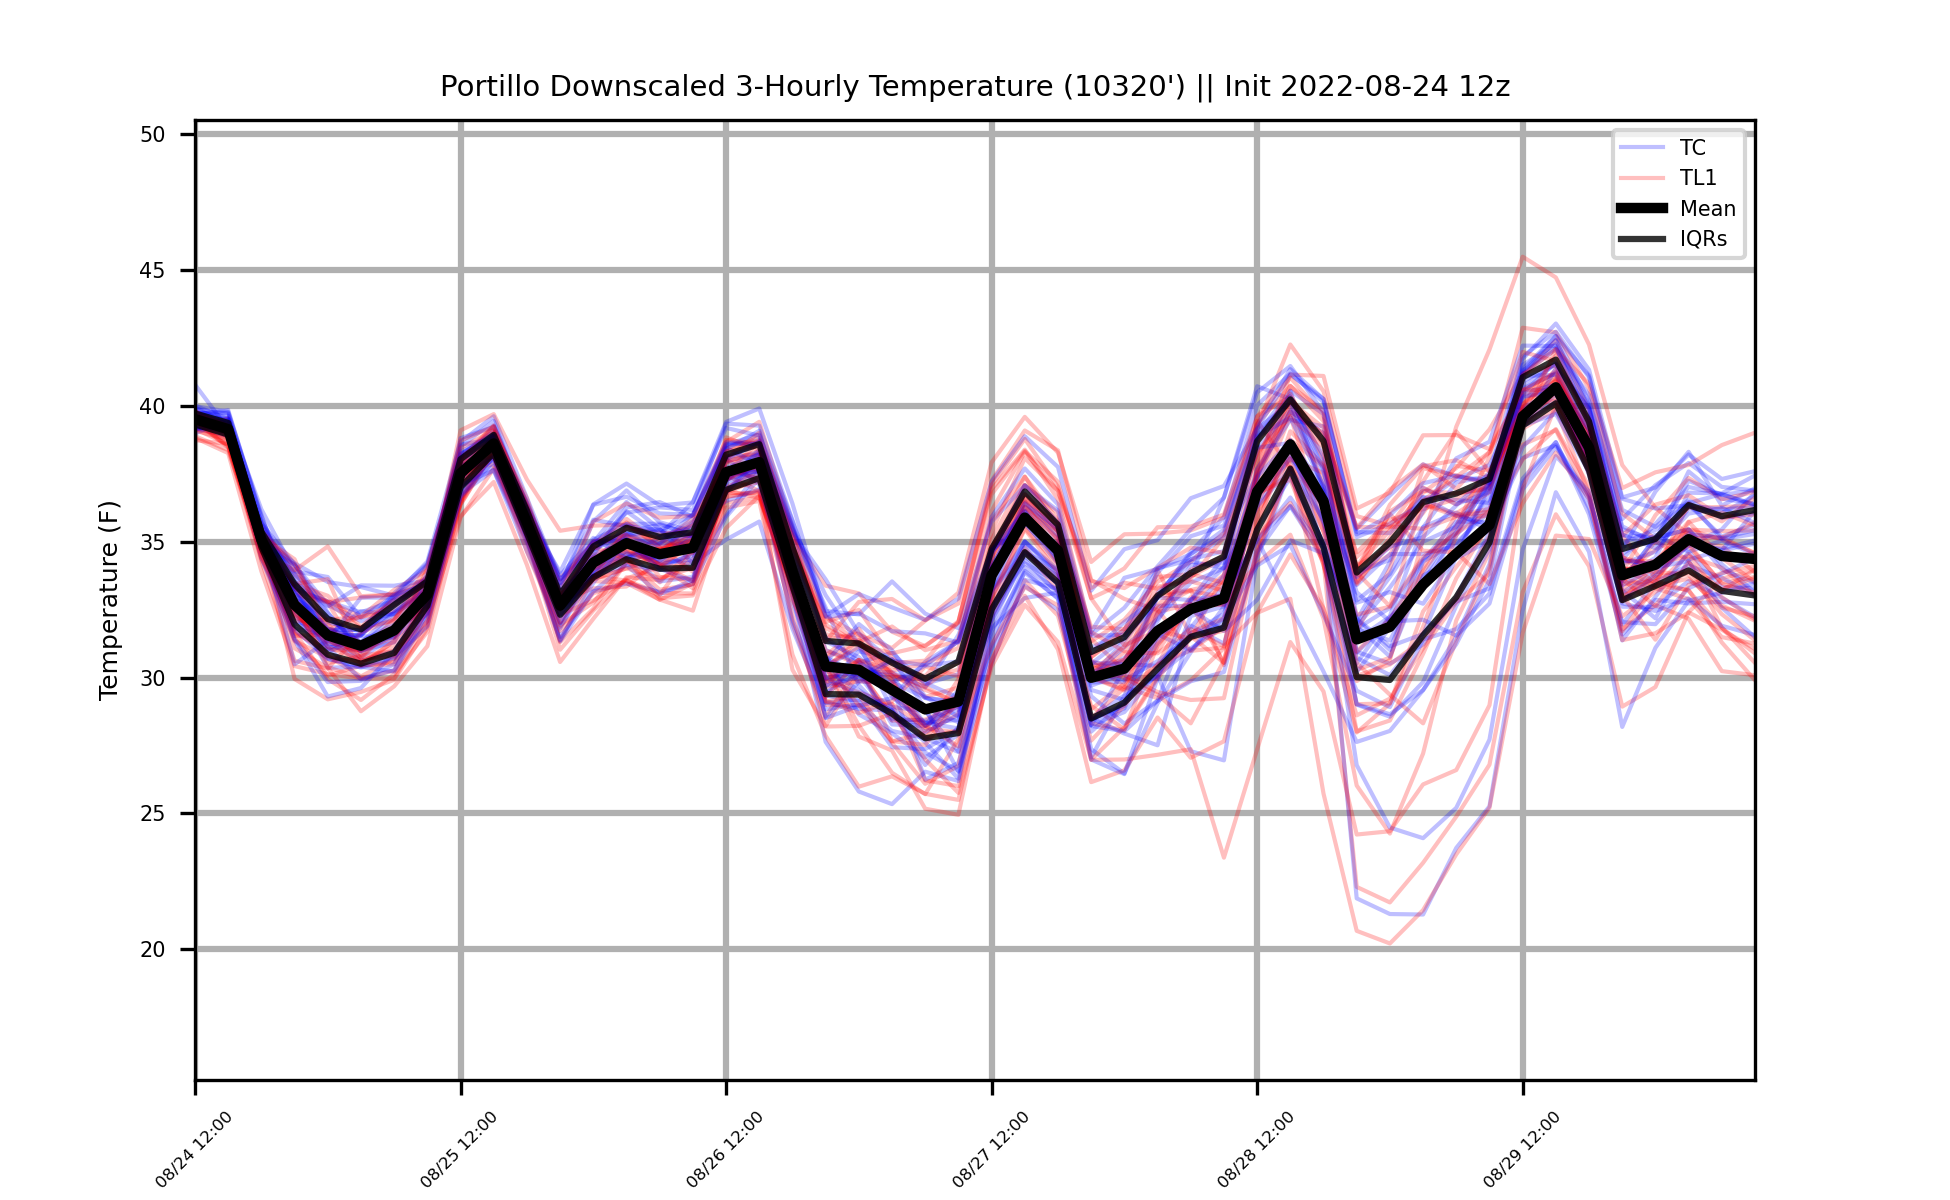 Portillo Downscaled 3-Hourly Temperature (10320') || Init 2022-08-24 12z
TC
TL1
Mean
IQRs
Temperature (F)
50
45
40
35
30
25
20
08/24 12:00
08/25 12:00
08/26 12:00
08/27 12:00
08/28 12:00
08/29 12:00